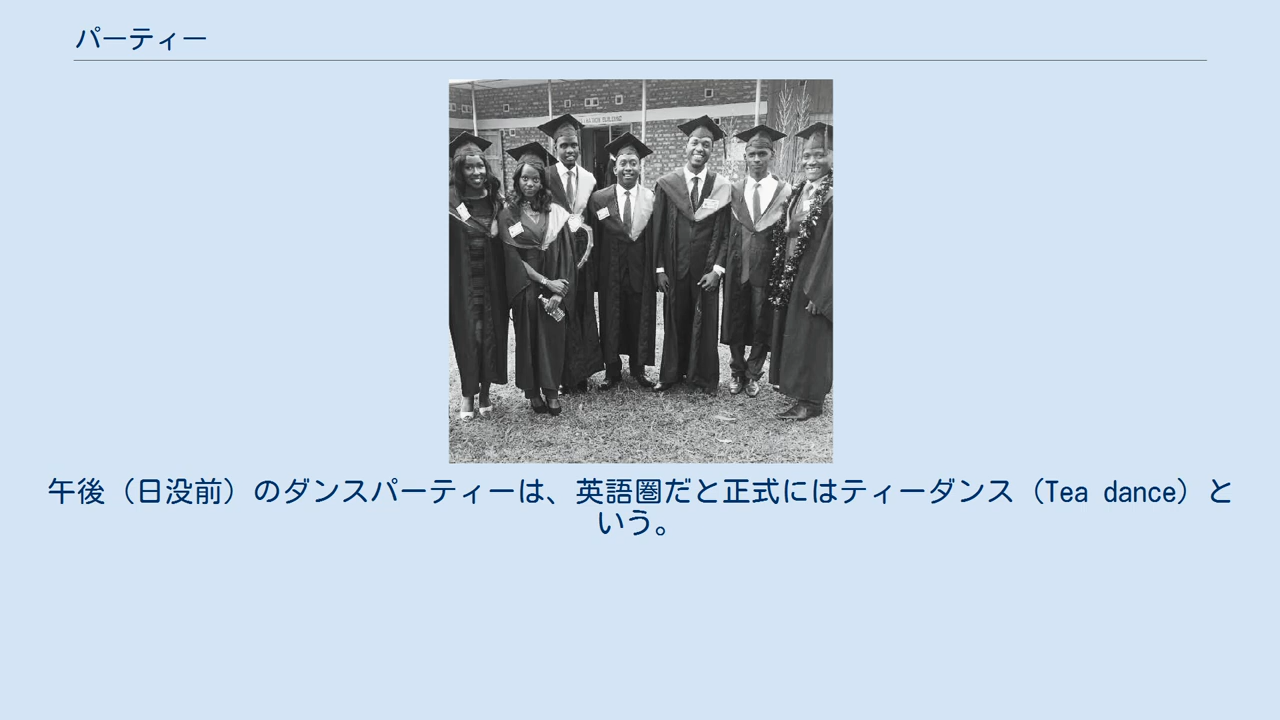 パーティー
午後（日没前）のダンスパーティーは、英語圏だと正式にはティーダンス（Tea dance）と
いう。